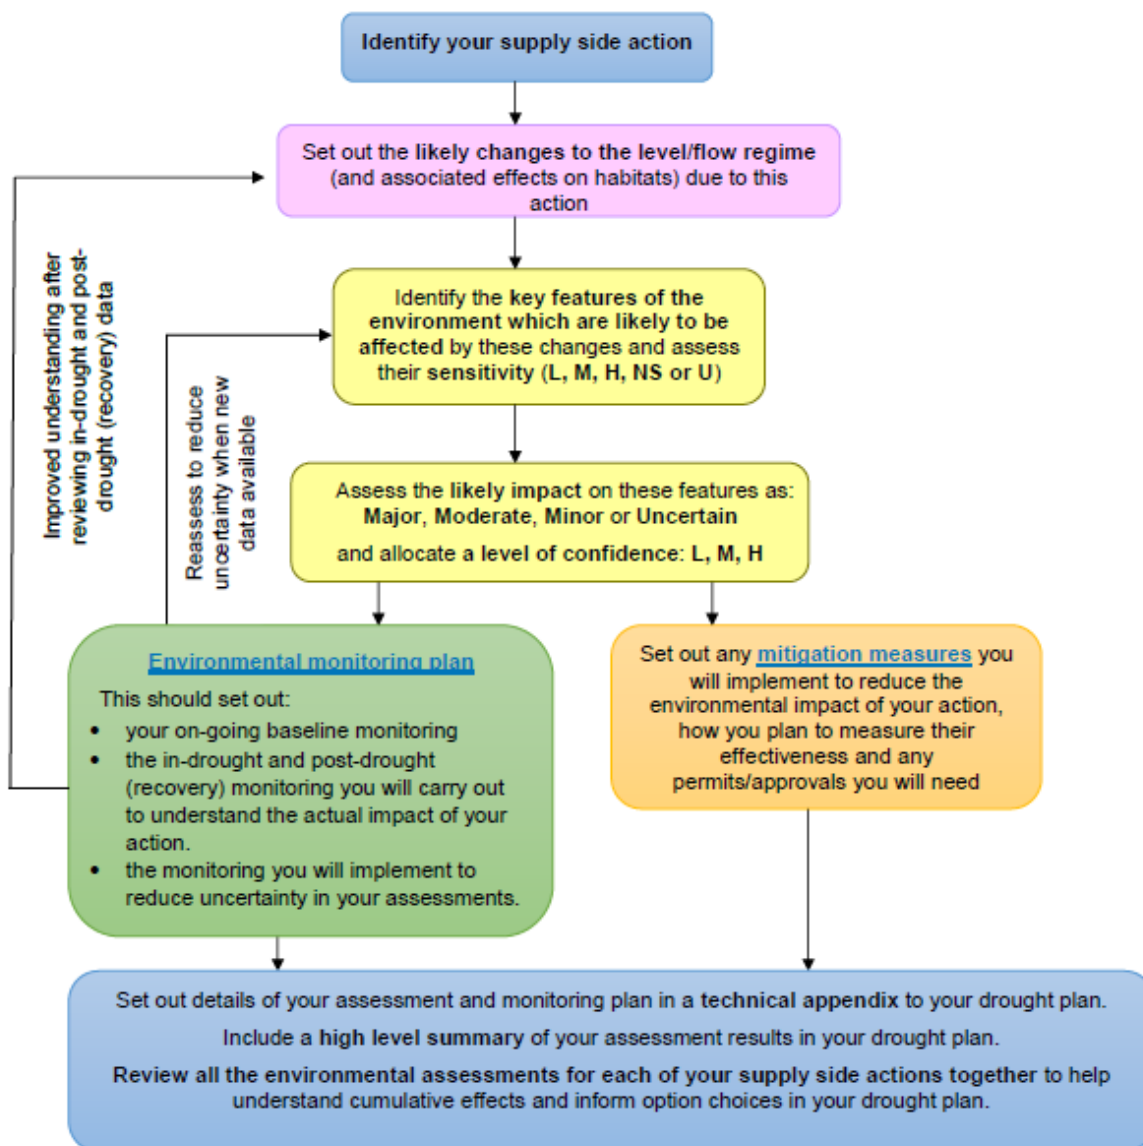 Identify your supply side action
Set out the likely changes to the level/flow regime
(and associated effects on habitats) due to this
action
Improved understanding after
reviewing in-drought and post-
drought (recovery) data
Reassess to reduce
uncertainty when new
data available
Identify the key features of the
environment which are likely to be
affected by these changes and assess
their sensitivity (L, M, H, NS or U)
Assess the likely impact on these features as:
Major, Moderate, Minor or Uncertain
and allocate a level of confidence: L, M, H
Environmental monitoring plan
This should set out:
• your on-going baseline monitoring
• the in-drought and post-drought
(recovery) monitoring you will carry out
to understand the actual impact of your
action.
• the monitoring you will implement to
reduce uncertainty in your assessments.
Set out any mitigation measures you
will implement to reduce the
environmental impact of your action,
how you plan to measure their
effectiveness and any
permits/approvals you will need
Set out details of your assessment and monitoring plan in a technical appendix to your drought plan.
Include a high level summary of your assessment results in your drought plan.
Review all the environmental assessments for each of your supply side actions together to help
understand cumulative effects and inform option choices in your drought plan.